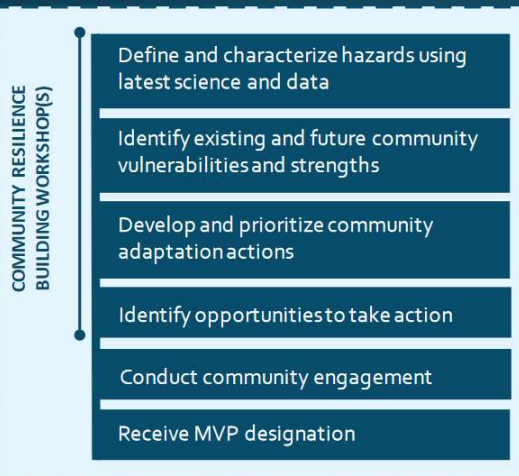 COMMUNITY RESILIENCE
BUILDING WORKSHOP(S)
Define and characterize hazards using
latest science and data
Identify existing and future community
vulnerabilities and strengths
Develop and prioritize community
adaptation actions
Identify opportunities to take action
Conduct community engagement
Receive MVP designation